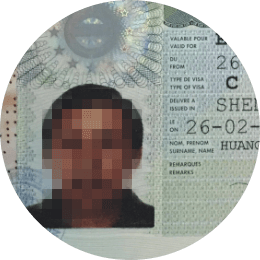 VALABLE POUR
VALID FOR
DU
FROM
26
TYPE DE VISA
TYPE OF VISA
C
DELIVRE A
ISSUED IN
LE
ON
26-02-
NOM, PRENOM
SURNAME, NAME
HUANG
REMARQUES
REMARKS